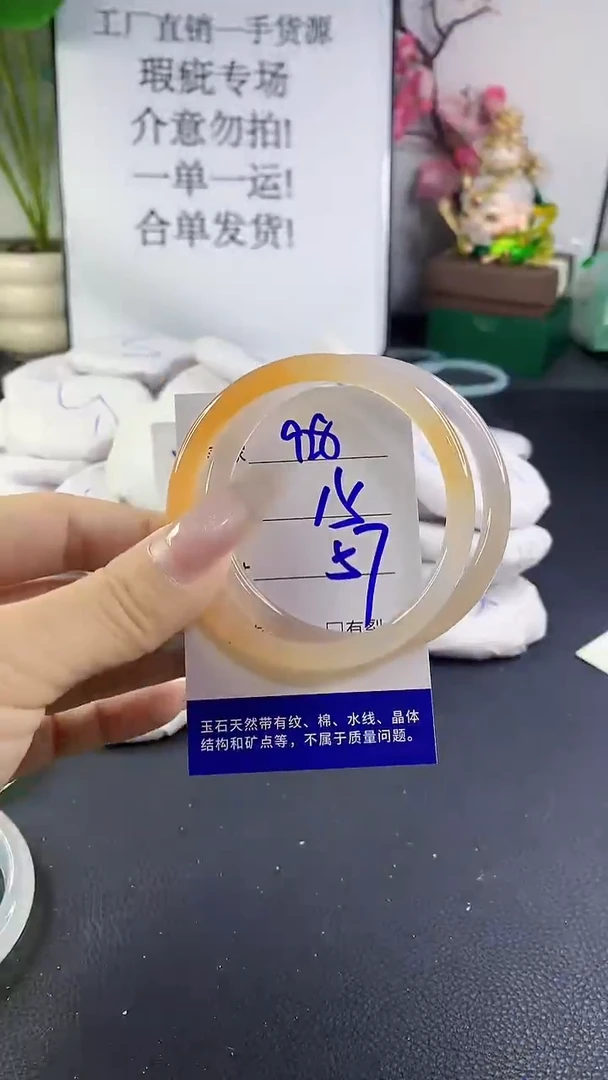 工厂直销一手货源
瑕疵专场
介意勿拍!
一单一运!
合单发货!
928
15
57
□有裂
玉石天然带有纹、棉、水线、晶体
结构和矿点等，不属于质量问题。